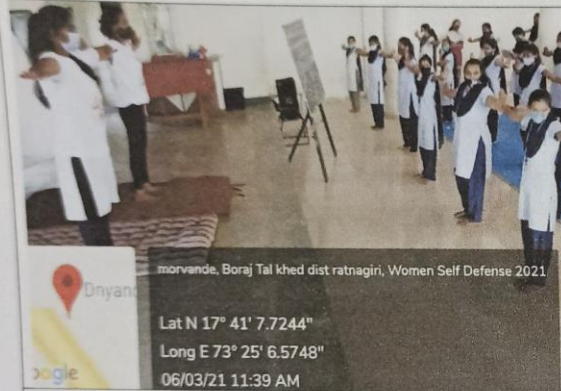 morvande, Boraj Tal khed dist ratnagiri, Women Self Defense 2021
Dnyand
Lat N 17° 41' 7.7244"
Long E 73° 25' 6.5748"
oogle
06/03/21 11:39 AM